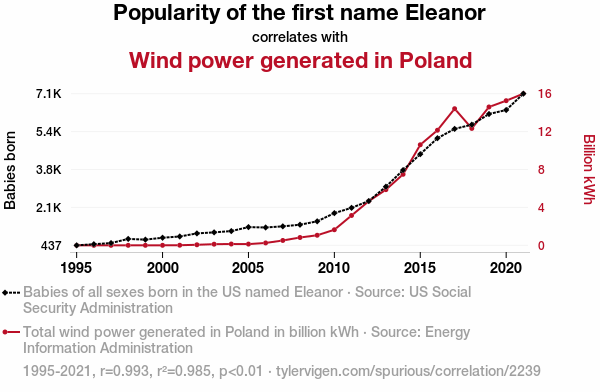 Popularity of the first name Eleanor
correlates with
Wind power generated in Poland
7.1K
5.4K
3.8K
2.1K
437
Babies born
16
12
8
4
0
Billion kWh
1995 2000 2005 2010 2015 2020
Babies of all sexes born in the US named Eleanor · Source: US Social
Security Administration
Total wind power generated in Poland in billion kWh · Source: Energy
Information Administration
1995-2021, r=0.993, r²=0.985, p<0.01 · tylervigen.com/spurious/correlation/2239